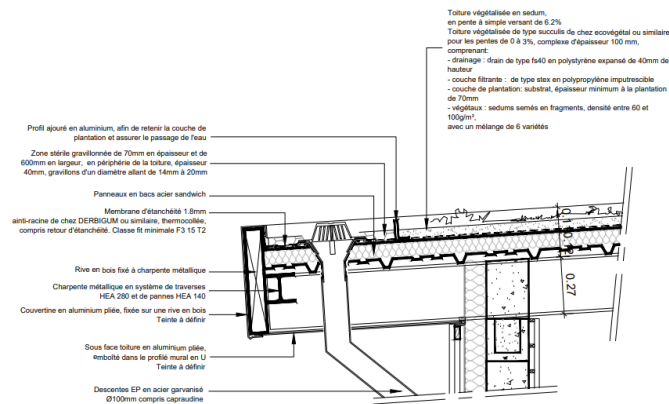 Toiture végétalisée en sedum,
en pente à simple versant de 6.2%
Toiture végétalisée de type succulis de chez ecovégétal ou similaire
pour les pentes de 0 à 3%, complexe d'épaisseur 100 mm,
comprenant:
- drainage : drain de type fs40 en polystyrène expansé de 40mm de
hauteur
- couche filtrante : de type stex en polypropylène imputrescible
- couche de plantation: substrat, épaisseur minimum à la plantation
de 70mm
- végétaux : sedums semés en fragments, densité entre 60 et
100g/m²,
avec un mélange de 6 variétés
Profil ajouré en aluminium, afin de retenir la couche de
plantation et assurer le passage de l'eau
Zone stérile gravillonnée de 70mm en épaisseur et de
600mm en largeur, en périphérie de la toiture, épaisseur
40mm, gravillons d'un diamètre allant de 14mm à 20mm
Panneaux en bacs acier sandwich
Membrane d'étanchéité 1.8mm
ainti-racine de chez DERBIGUM ou similaire, thermocollée,
compris retour d'étanchéité. Classe fit minimale F3 15 T2
Rive en bois fixé à charpente métallique
Charpente métallique en système de traverses
HEA 280 et de pannes HEA 140
Couvertine en aluminium pliée, fixée sur une rive en bois
Teinte à définir
Sous face toiture en aluminium pliée,
emboîté dans le profilé mural en U
Teinte à définir
Descentes EP en acier garvanisé
Ø100mm compris capraudine
0.27